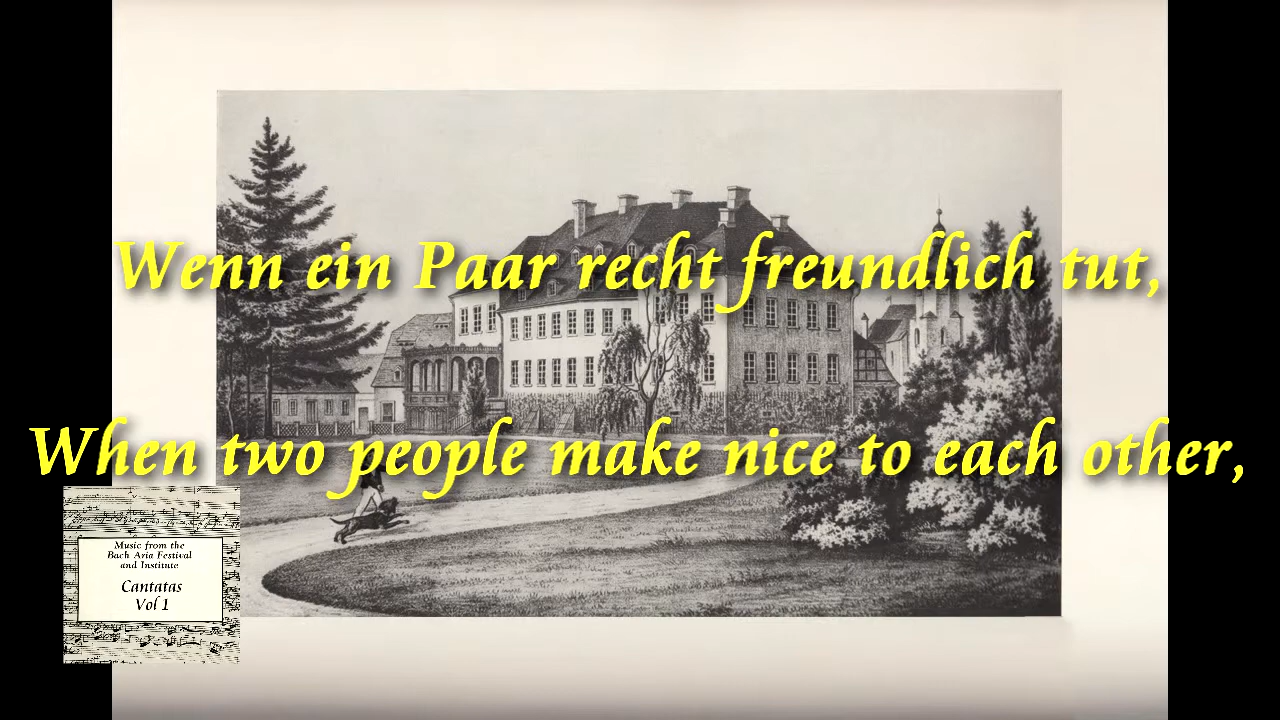 Wenn ein Paar recht freundlich tut,
When two people make nice to each other,
Music from the
Bach Aria Festival
and Institute
Cantatas
Vol 1